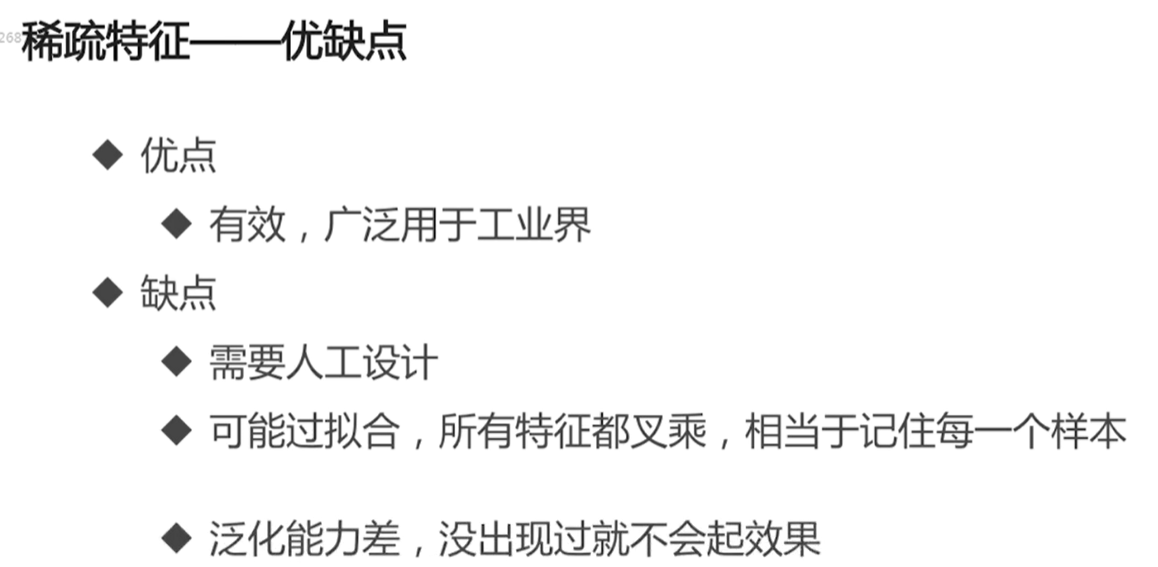 268
稀疏特征——优缺点
◆ 优点
◆ 有效，广泛用于工业界
◆ 缺点
◆ 需要人工设计
◆ 可能过拟合，所有特征都叉乘，相当于记住每一个样本
◆ 泛化能力差，没出现过就不会起效果